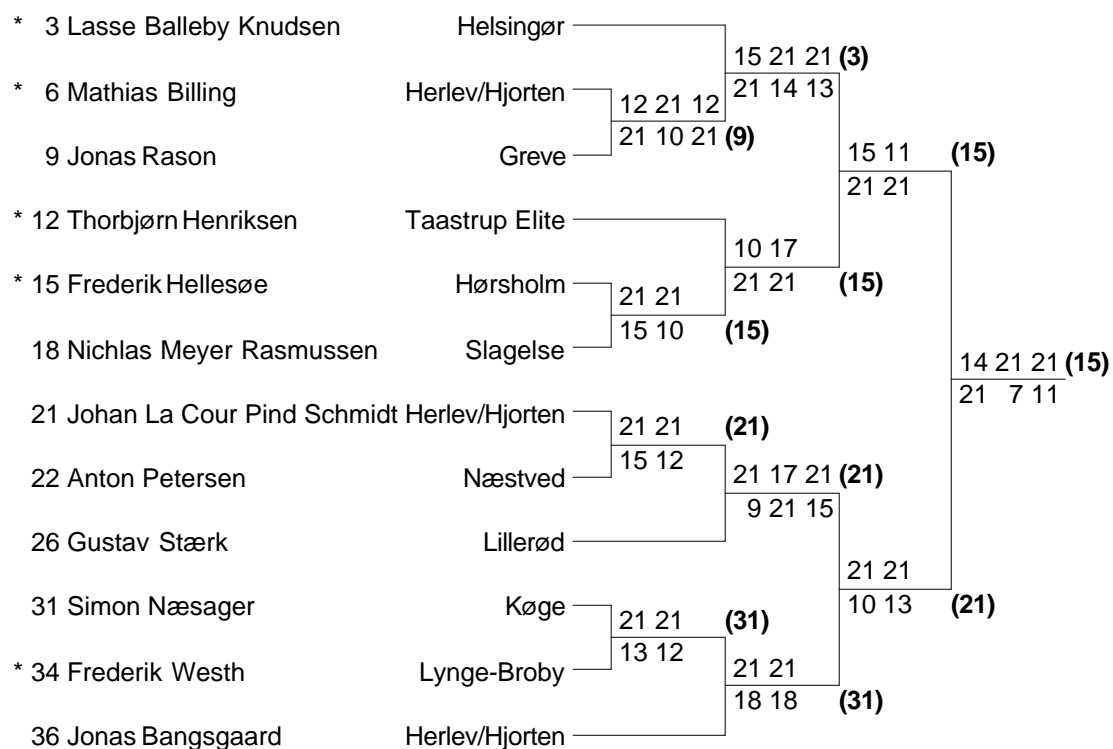 * 3 Lasse Balleby Knudsen Helsingør
15 21 21 (3)
* 6 Mathias Billing Herlev/Hjorten
21 14 13
12 21 12
21 10 21 (9)
9 Jonas Rason Greve
15 11 (15)
21 21
* 12 Thorbjørn Henriksen Taastrup Elite
10 17
* 15 Frederik Hellesøe Hørsholm
21 21 (15)
21 21
15 10 (15)
18 Nichlas Meyer Rasmussen Slagelse
14 21 21 (15)
21 7 11
21 Johan La Cour Pind Schmidt Herlev/Hjorten
21 21 (21)
15 12
22 Anton Petersen Næstved
21 17 21 (21)
9 21 15
26 Gustav Stærk Lillerød
21 21
31 Simon Næsager Køge
10 13 (21)
21 21 (31)
13 12
* 34 Frederik Westh Lynge-Broby
21 21
18 18 (31)
36 Jonas Bangsgaard Herlev/Hjorten